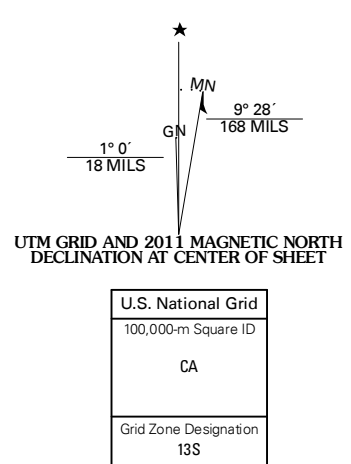 MN
GN
9° 28´
168 MILS
1° 0´
18 MILS
UTM GRID AND 2011 MAGNETIC NORTH
DECLINATION AT CENTER OF SHEET
U.S. National Grid
100,000-m Square ID
CA
Grid Zone Designation
13S